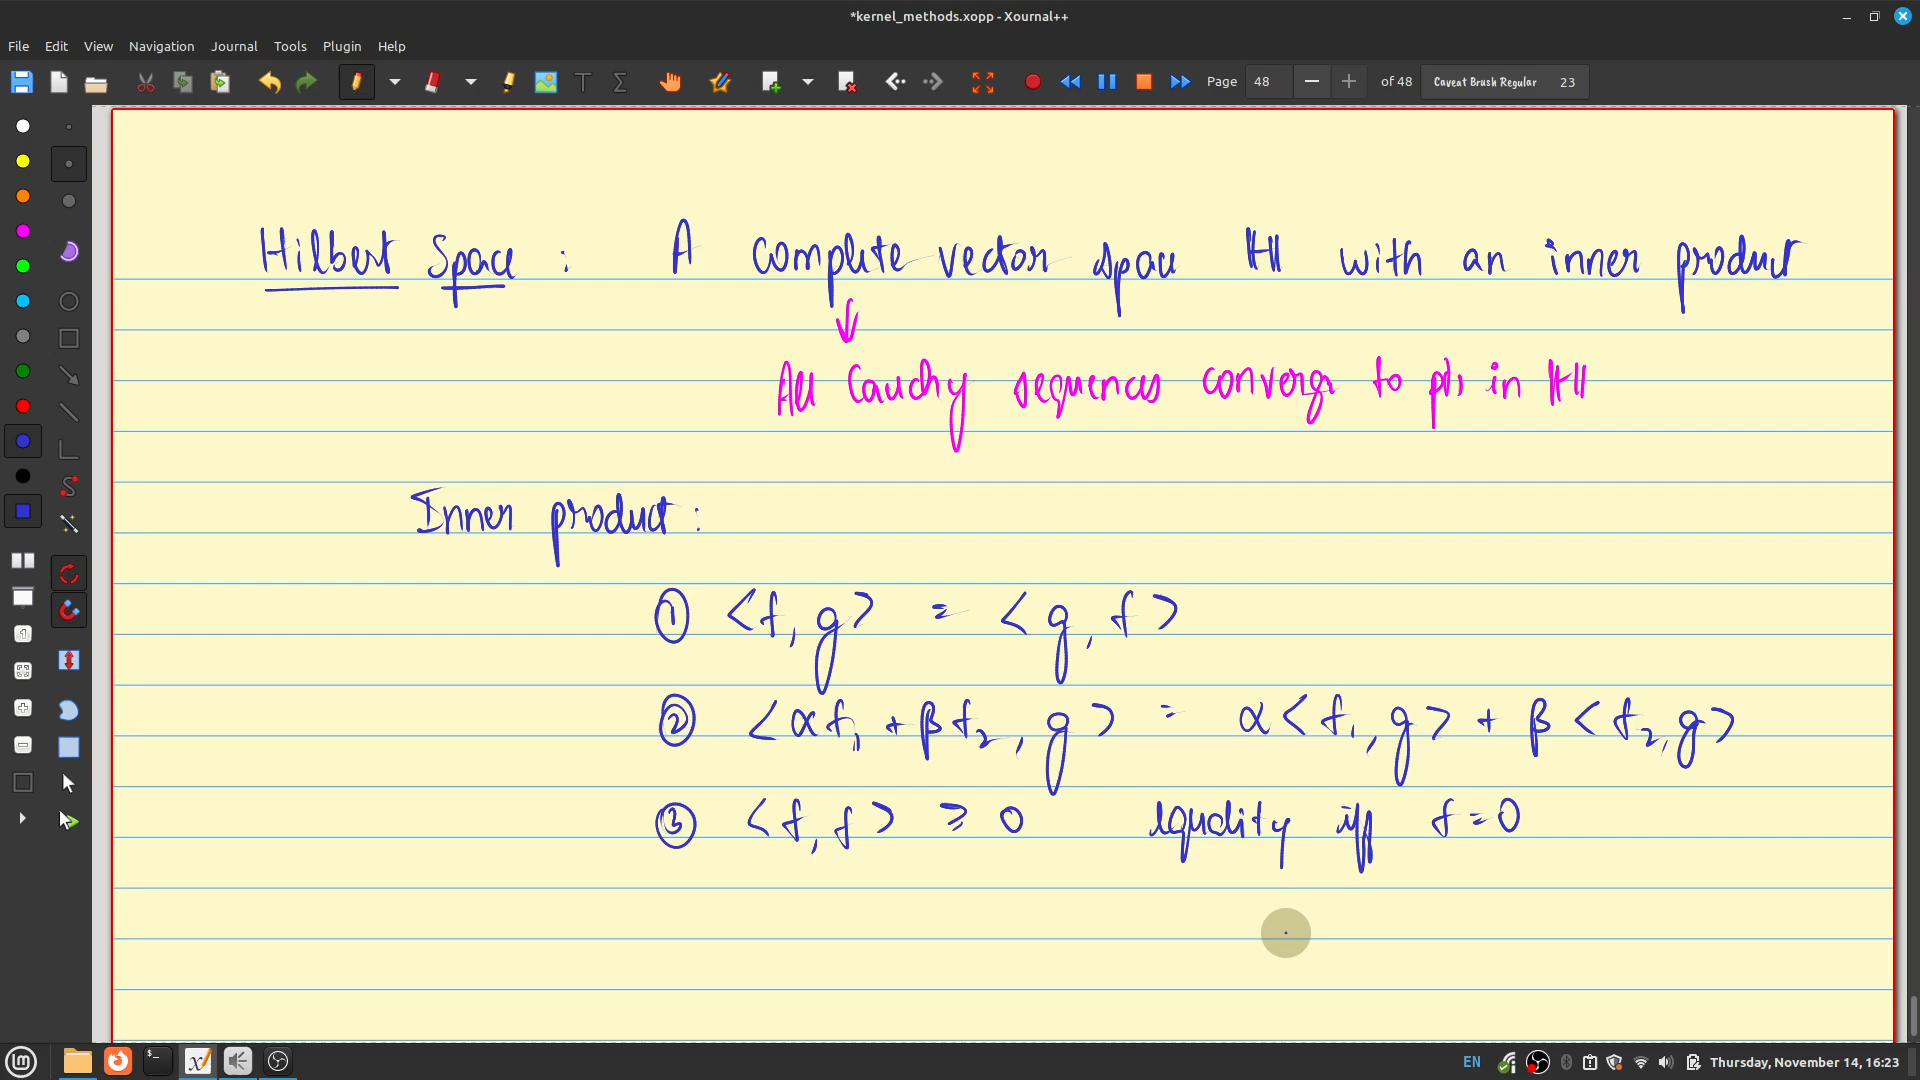 *kernel_methods.xopp - Xournal++
File Edit View Navigation Journal Tools Plugin Help
Page 48 of 48 Caveat Brush Regular 23
Hilbert Space : A complete vector space ℍ with an inner product
↓
All Cauchy sequences converge to pts in ℍ
Inner product :
① <f, g> = <g, f>
② <αf₁ + βf₂, g> = α<f₁, g> + β<f₂, g>
③ <f, f> ≥ 0 equality iff f = 0
EN Thursday, November 14, 16:23